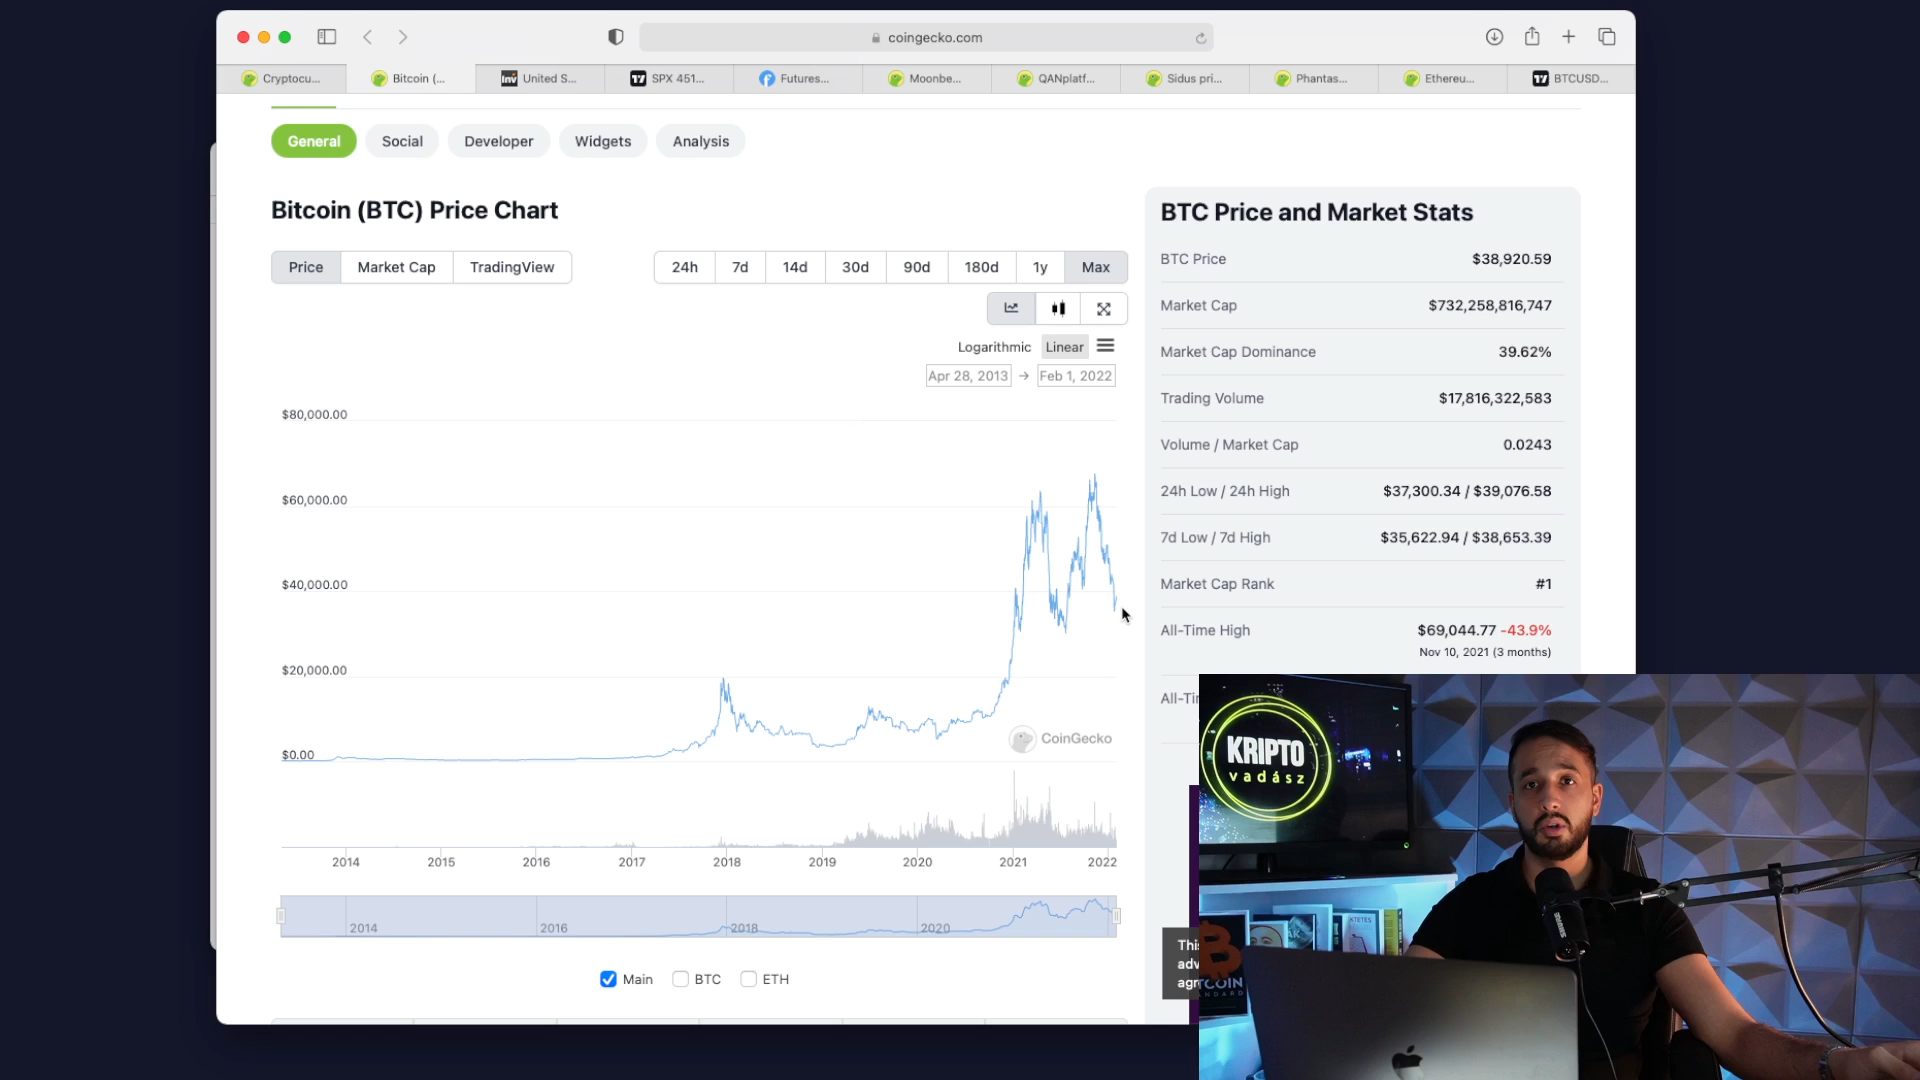 coingecko.com
Cryptocu...
Bitcoin (...
United S...
SPX 451...
Futures...
Moonbe...
QANplatf...
Sidus pri...
Phantas...
Ethereu...
BTCUSD...
General
Social
Developer
Widgets
Analysis
Bitcoin (BTC) Price Chart
Price
Market Cap
TradingView
24h
7d
14d
30d
90d
180d
1y
Max
Logarithmic
Linear
Apr 28, 2013 → Feb 1, 2022
$80,000.00
$60,000.00
$40,000.00
$20,000.00
$0.00
CoinGecko
2014
2015
2016
2017
2018
2019
2020
2021
2022
2014
2016
2018
2020
Main
BTC
ETH
BTC Price and Market Stats
BTC Price $38,920.59
Market Cap $732,258,816,747
Market Cap Dominance 39.62%
Trading Volume $17,816,322,583
Volume / Market Cap 0.0243
24h Low / 24h High $37,300.34 / $39,076.58
7d Low / 7d High $35,622.94 / $38,653.39
Market Cap Rank #1
All-Time High $69,044.77 -43.9%
Nov 10, 2021 (3 months)
All-Ti
KRIPTO
vadász
SHURE